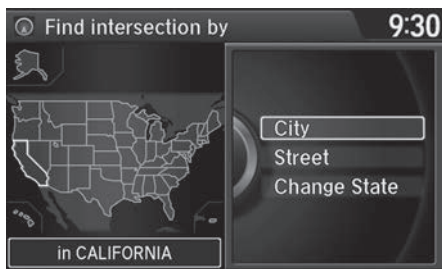 Find intersection by
9:30
City
Street
Change State
in CALIFORNIA